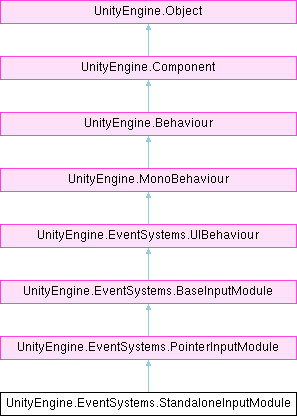 UnityEngine.Object
UnityEngine.Component
UnityEngine.Behaviour
UnityEngine.MonoBehaviour
UnityEngine.EventSystems.UIBehaviour
UnityEngine.EventSystems.BaseInputModule
UnityEngine.EventSystems.PointerInputModule
UnityEngine.EventSystems.StandaloneInputModule